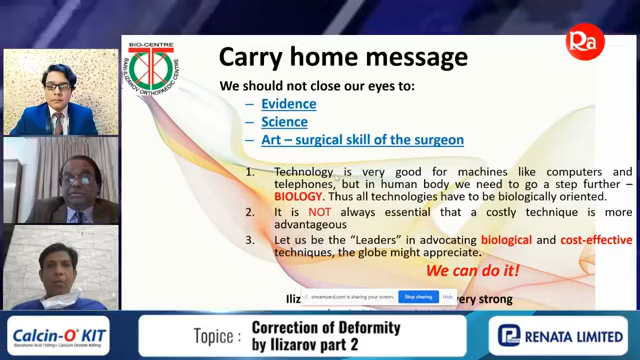 BIO-CENTRE
BARI-ILIZAROV ORTHOPAEDIC CENTRE
Carry home message
Ra
We should not close our eyes to:
– Evidence
– Science
– Art – surgical skill of the surgeon
1. Technology is very good for machines like computers and
telephones, but in human body we need to go a step further –
BIOLOGY. Thus all technologies have to be biologically oriented.
2. It is NOT always essential that a costly technique is more
advantageous
3. Let us be the “Leaders” in advocating biological and cost-effective
techniques, the globe might appreciate.
We can do it!
Iliz
very strong
streamyard.com is sharing your screen.
Stop sharing
Hide
Calcin-O KIT
Topice :
Correction of Deformity
by Ilizarov part 2
RENATA LIMITED